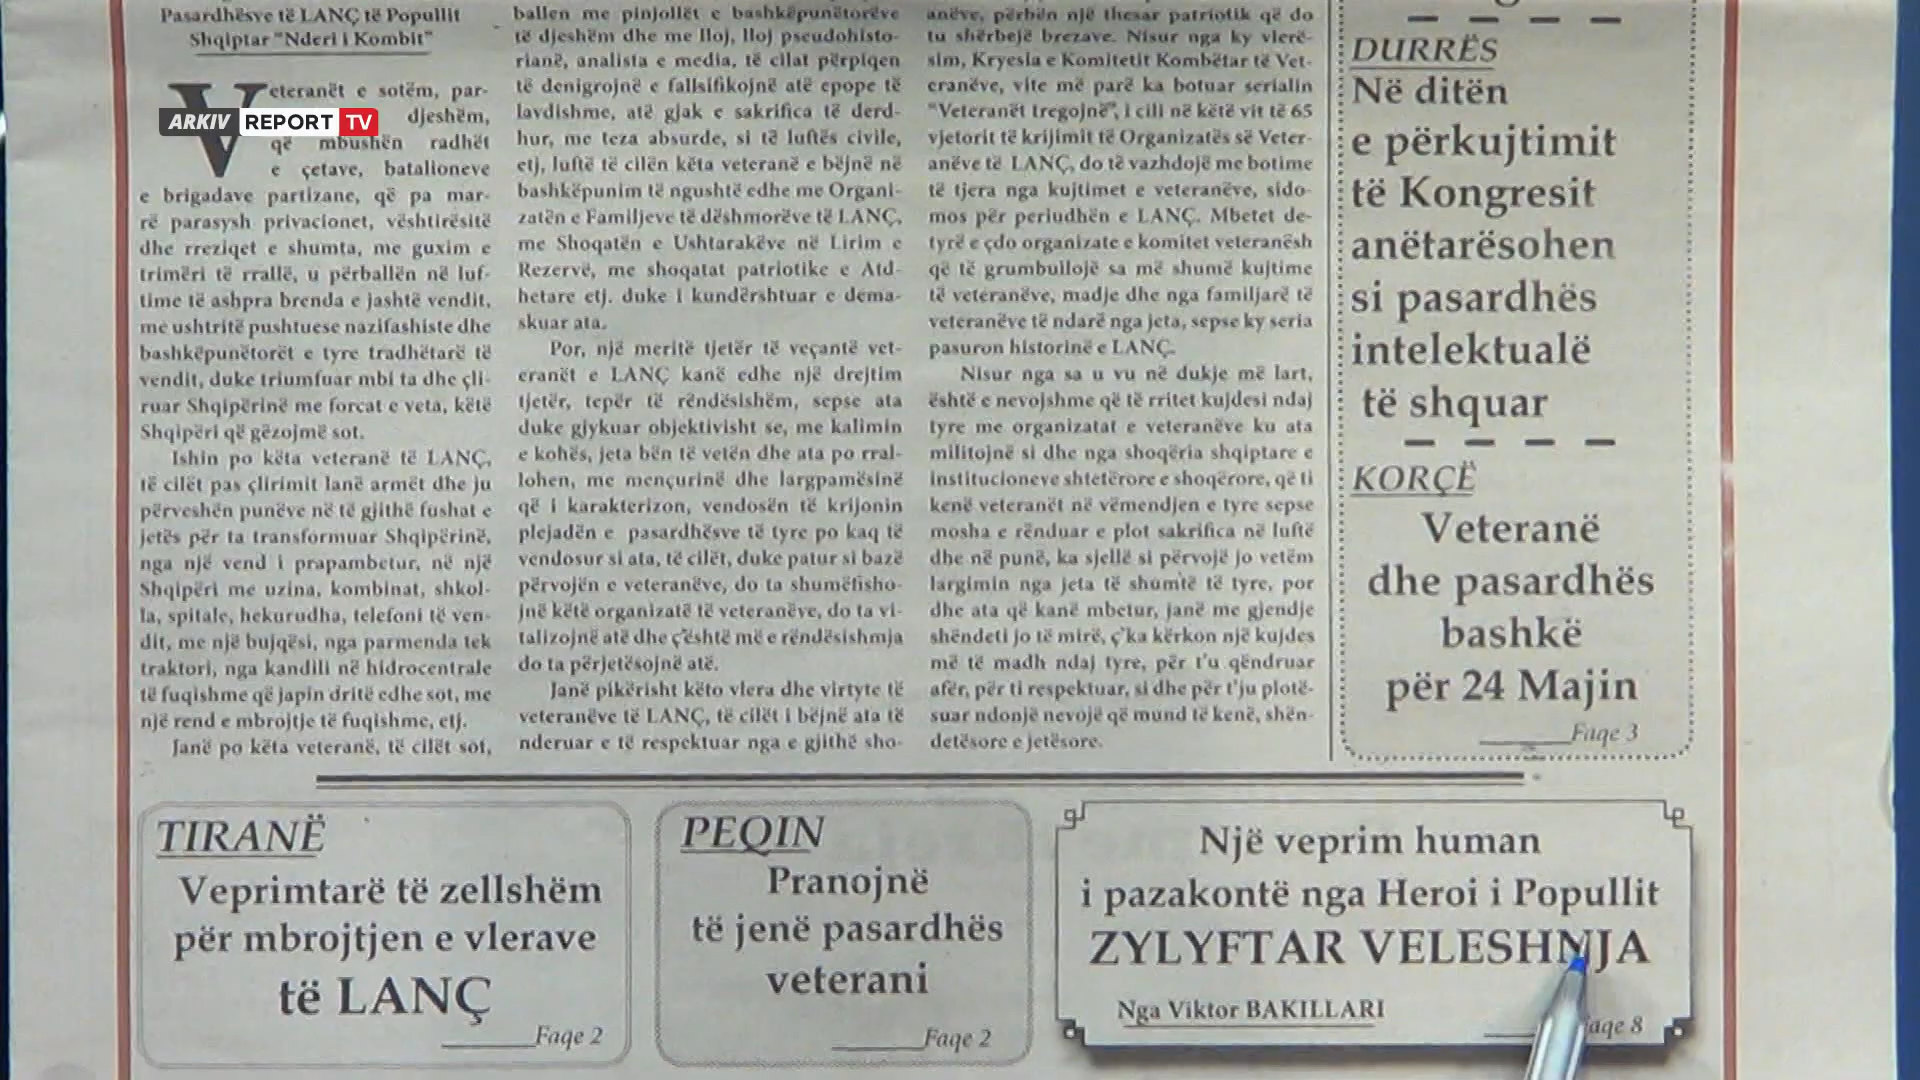 Pasardhësve të LANÇ të Popullit
Shqiptar "Nderi i Kombit"
Veteranët e sotëm, par-
djeshëm,
që mbushën radhët
e çetave, batalioneve
e brigadave partizane, që pa mar-
rë parasysh privacionet, vështirësitë
dhe rreziqet e shumta, me guxim e
trimëri të rrallë, u përballën në luf-
time të ashpra brenda e jashtë vendit,
me ushtritë pushtuese nazifashiste dhe
bashkëpunëtorët e tyre tradhëtarë të
vendit, duke triumfuar mbi ta dhe çli-
ruar Shqipërinë me forcat e veta, këtë
Shqipëri që gëzojmë sot.
Ishin po këta veteranë të LANÇ,
të cilët pas çlirimit lanë armët dhe ju
përveshën punëve në të gjithë fushat e
jetës për ta transformuar Shqipërinë,
nga një vend i prapambetur, në një
Shqipëri me uzina, kombinat, shkol-
la, spitale, hekurudha, telefoni të ven-
dit, me një bujqësi, nga parmenda tek
traktori, nga kandili në hidrocentrale
të fuqishme që japin dritë edhe sot, me
një rend e mbrojtje të fuqishme, etj.
Janë po këta veteranë, të cilët sot,
ballen me pinjollët e bashkëpunëtorëve
të djeshëm dhe me lloj, lloj pseudohisto-
rianë, analista e media, të cilat përpiqen
të denigrojnë e fallsifikojnë atë epope të
lavdishme, atë gjak e sakrifica të derd-
hur, me teza absurde, si të luftës civile,
etj, luftë të cilën këta veteranë e bëjnë në
bashkëpunim të ngushtë edhe me Organi-
zatën e Familjeve të dëshmorëve të LANÇ,
me Shoqatën e Ushtarakëve në Lirim e
Rezervë, me shoqatat patriotike e Atd-
hetare etj. duke i kundërshtuar e dema-
skuar ata.
Por, një meritë tjetër të veçantë vet-
eranët e LANÇ kanë edhe një drejtim
tjetër, tepër të rëndësishëm, sepse ata
duke gjykuar objektivisht se, me kalimin
e kohës, jeta bën të vetën dhe ata po rral-
lohen, me mençurinë dhe largpamësinë
që i karakterizon, vendosën të krijonin
plejadën e pasardhësve të tyre po kaq të
vendosur si ata, të cilët, duke patur si bazë
përvojën e veteranëve, do ta shumëfisho-
jnë këtë organizatë të veteranëve, do ta vi-
talizojnë atë dhe ç'është më e rëndësishmja
do ta përjetësojnë atë.
Janë pikërisht këto vlera dhe virtyte të
veteranëve të LANÇ, të cilët i bëjnë ata të
nderuar e të respektuar nga e gjithë sho-
anëve, përbën një thesar patriotik që do
tu shërbejë brezave. Nisur nga ky vlerë-
sim, Kryesia e Komitetit Kombëtar të Vet-
eranëve, vite më parë ka botuar serialin
"Veteranët tregojnë", i cili në këtë vit të 65
vjetorit të krijimit të Organizatës së Veter-
anëve të LANÇ, do të vazhdojë me botime
të tjera nga kujtimet e veteranëve, sido-
mos për periudhën e LANÇ. Mbetet de-
tyrë e çdo organizate e komitet veteranësh
që të grumbullojë sa më shumë kujtime
të veteranëve, madje dhe nga familjarë të
veteranëve të ndarë nga jeta, sepse ky seria
pasuron historinë e LANÇ.
Nisur nga sa u vu në dukje më lart,
është e nevojshme që të rritet kujdesi ndaj
tyre me organizatat e veteranëve ku ata
militojnë si dhe nga shoqëria shqiptare e
institucioneve shtetërore e shoqërore, që ti
kenë veteranët në vëmendjen e tyre sepse
mosha e rënduar e plot sakrifica në luftë
dhe në punë, ka sjellë si përvojë jo vetëm
largimin nga jeta të shumtë të tyre, por
dhe ata që kanë mbetur, janë me gjendje
shëndeti jo të mirë, ç'ka kërkon një kujdes
më të madh ndaj tyre, për t'u qëndruar
afër, për ti respektuar, si dhe për t'ju plotë-
suar ndonjë nevojë që mund të kenë, shën-
detësore e jetësore.
DURRËS
Në ditën
e përkujtimit
të Kongresit
anëtarësohen
si pasardhës
intelektualë
të shquar
KORÇË
Veteranë
dhe pasardhës
bashkë
për 24 Majin
Faqe 3
TIRANË
Veprimtarë të zellshëm
për mbrojtjen e vlerave
të LANÇ
Faqe 2
PEQIN
Pranojnë
të jenë pasardhës
veterani
Faqe 2
Një veprim human
i pazakontë nga Heroi i Popullit
ZYLYFTAR VELESHNJA
Nga Viktor BAKILLARI
aqe 8
ARKIV REPORT TV